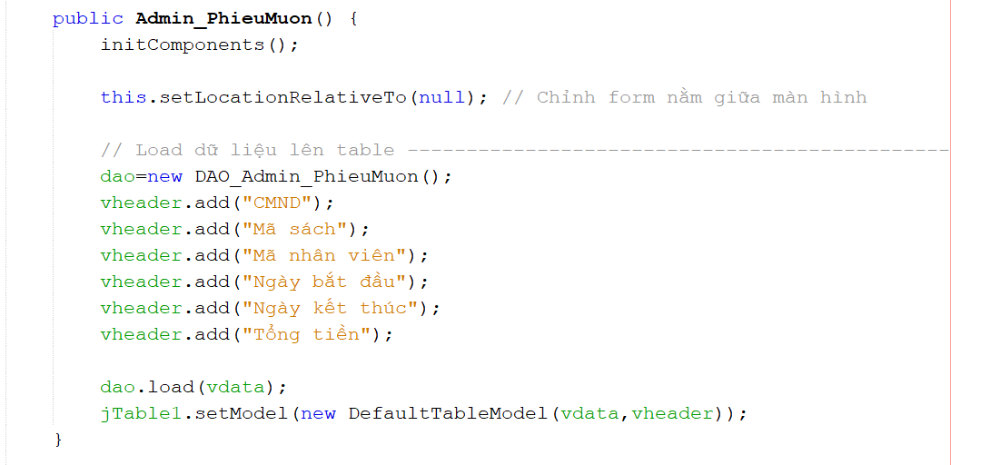 public Admin_PhieuMuon() {
initComponents();
this.setLocationRelativeTo(null); // Chỉnh form nằm giữa màn hình
// Load dữ liệu lên table ----------------------------------------------
dao=new DAO_Admin_PhieuMuon();
vheader.add("CMND");
vheader.add("Mã sách");
vheader.add("Mã nhân viên");
vheader.add("Ngày bắt đầu");
vheader.add("Ngày kết thúc");
vheader.add("Tổng tiền");
dao.load(vdata);
jTable1.setModel(new DefaultTableModel(vdata,vheader));
}